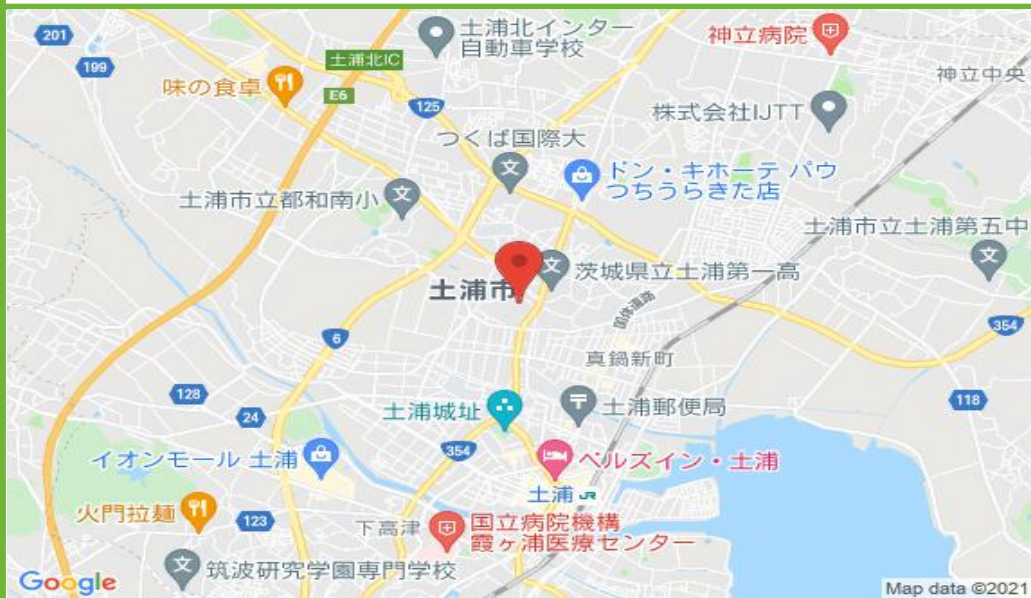 201
199
土浦北インター
自動車学校
神立病院
土浦北IC
味の食卓
E6
125
神立中央
株式会社IJTT
つくば国際大
ドン・キホーテ パウ
つちうらきた店
土浦市立都和南小
土浦市立土浦第五中
茨城県立土浦第一高
土浦市
国体道路
354
6
真鍋新町
128
24
118
土浦城址
土浦郵便局
354
イオンモール 土浦
ベルズイン・土浦
土浦 JR
火門拉麺
123
下高津
国立病院機構
霞ヶ浦医療センター
筑波研究学園専門学校
Google
Map data ©2021